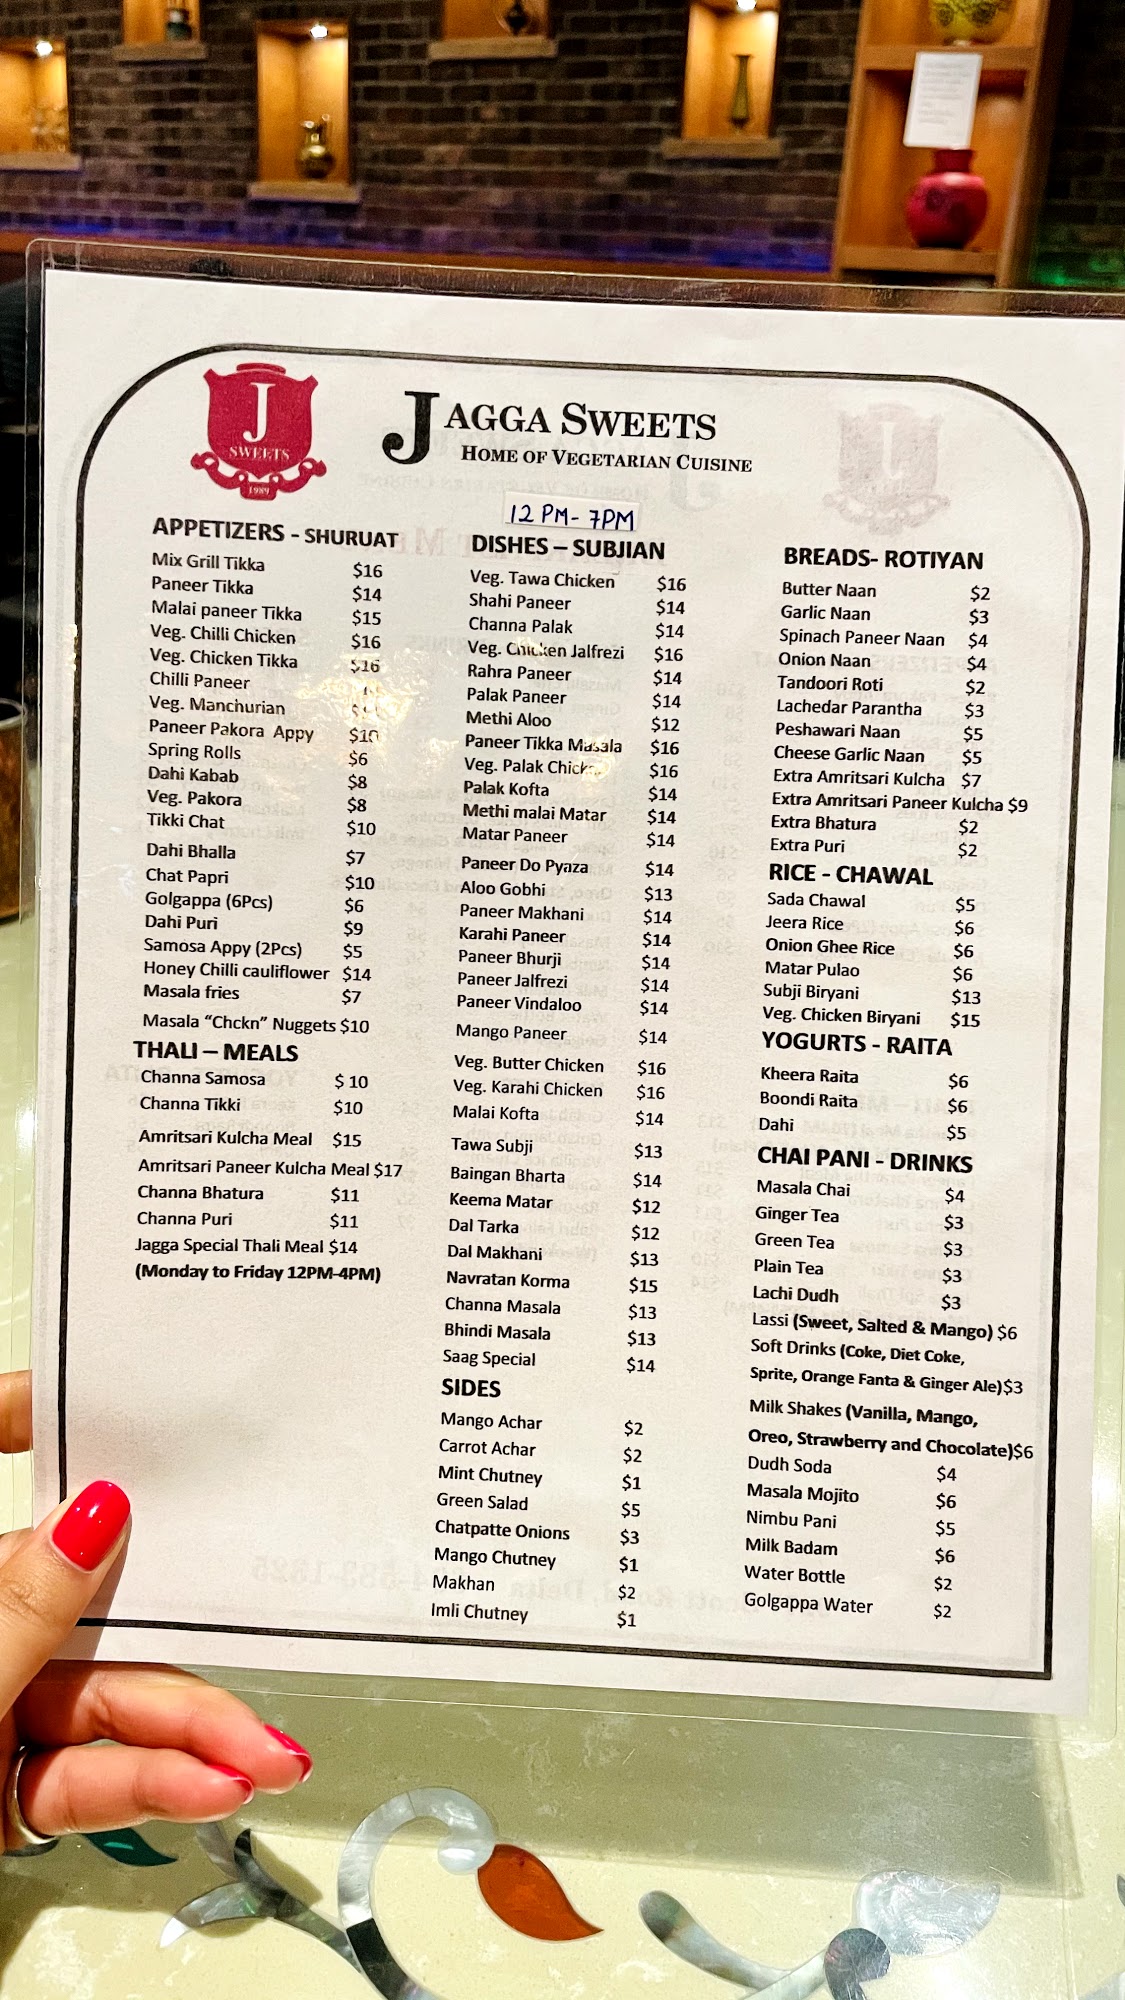 J
SWEETS
1989
JAGGA SWEETS
HOME OF VEGETARIAN CUISINE
12 PM - 7PM
APPETIZERS - SHURUAT
Mix Grill Tikka $16
Paneer Tikka $14
Malai paneer Tikka $15
Veg. Chilli Chicken $16
Veg. Chicken Tikka $16
Chilli Paneer
Veg. Manchurian
Paneer Pakora Appy $10
Spring Rolls $6
Dahi Kabab $8
Veg. Pakora $8
Tikki Chat $10
Dahi Bhalla $7
Chat Papri $10
Golgappa (6Pcs) $6
Dahi Puri $9
Samosa Appy (2Pcs) $5
Honey Chilli cauliflower $14
Masala fries $7
Masala "Chckn" Nuggets $10
THALI – MEALS
Channa Samosa $ 10
Channa Tikki $10
Amritsari Kulcha Meal $15
Amritsari Paneer Kulcha Meal $17
Channa Bhatura $11
Channa Puri $11
Jagga Special Thali Meal $14
(Monday to Friday 12PM-4PM)
DISHES – SUBJIAN
Veg. Tawa Chicken $16
Shahi Paneer $14
Channa Palak $14
Veg. Chicken Jalfrezi $16
Rahra Paneer $14
Palak Paneer $14
Methi Aloo $12
Paneer Tikka Masala $16
Veg. Palak Chicken $16
Palak Kofta $14
Methi malai Matar $14
Matar Paneer $14
Paneer Do Pyaza $14
Aloo Gobhi $13
Paneer Makhani $14
Karahi Paneer $14
Paneer Bhurji $14
Paneer Jalfrezi $14
Paneer Vindaloo $14
Mango Paneer $14
Veg. Butter Chicken $16
Veg. Karahi Chicken $16
Malai Kofta $14
Tawa Subji $13
Baingan Bharta $14
Keema Matar $12
Dal Tarka $12
Dal Makhani $13
Navratan Korma $15
Channa Masala $13
Bhindi Masala $13
Saag Special $14
SIDES
Mango Achar $2
Carrot Achar $2
Mint Chutney $1
Green Salad $5
Chatpatte Onions $3
Mango Chutney $1
Makhan $2
Imli Chutney $1
BREADS- ROTIYAN
Butter Naan $2
Garlic Naan $3
Spinach Paneer Naan $4
Onion Naan $4
Tandoori Roti $2
Lachedar Parantha $3
Peshawari Naan $5
Cheese Garlic Naan $5
Extra Amritsari Kulcha $7
Extra Amritsari Paneer Kulcha $9
Extra Bhatura $2
Extra Puri $2
RICE - CHAWAL
Sada Chawal $5
Jeera Rice $6
Onion Ghee Rice $6
Matar Pulao $6
Subji Biryani $13
Veg. Chicken Biryani $15
YOGURTS - RAITA
Kheera Raita $6
Boondi Raita $6
Dahi $5
CHAI PANI - DRINKS
Masala Chai $4
Ginger Tea $3
Green Tea $3
Plain Tea $3
Lachi Dudh $3
Lassi (Sweet, Salted & Mango) $6
Soft Drinks (Coke, Diet Coke,
Sprite, Orange Fanta & Ginger Ale)$3
Milk Shakes (Vanilla, Mango,
Oreo, Strawberry and Chocolate)$6
Dudh Soda $4
Masala Mojito $6
Nimbu Pani $5
Milk Badam $6
Water Bottle $2
Golgappa Water $2